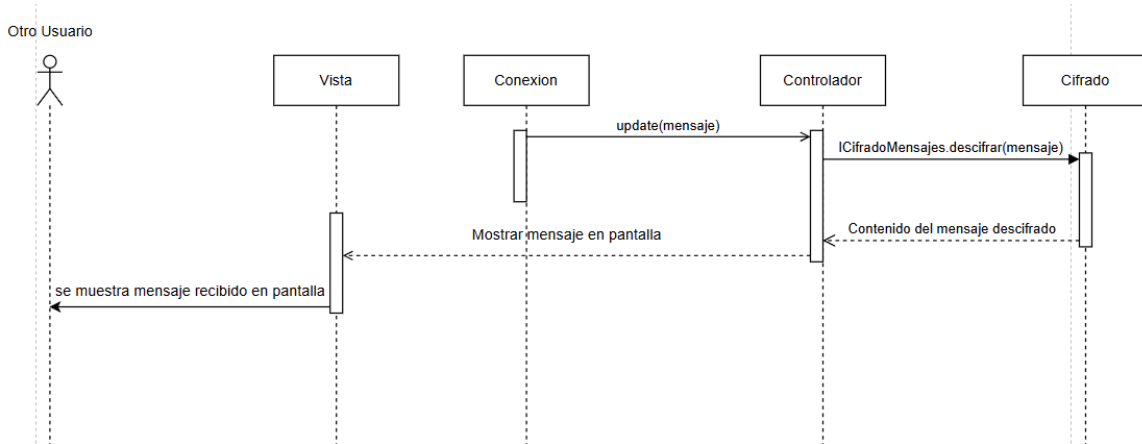 Otro Usuario
Vista
Conexion
Controlador
Cifrado
update(mensaje)
ICifradoMensajes.descifrar(mensaje)
Contenido del mensaje descifrado
Mostrar mensaje en pantalla
se muestra mensaje recibido en pantalla